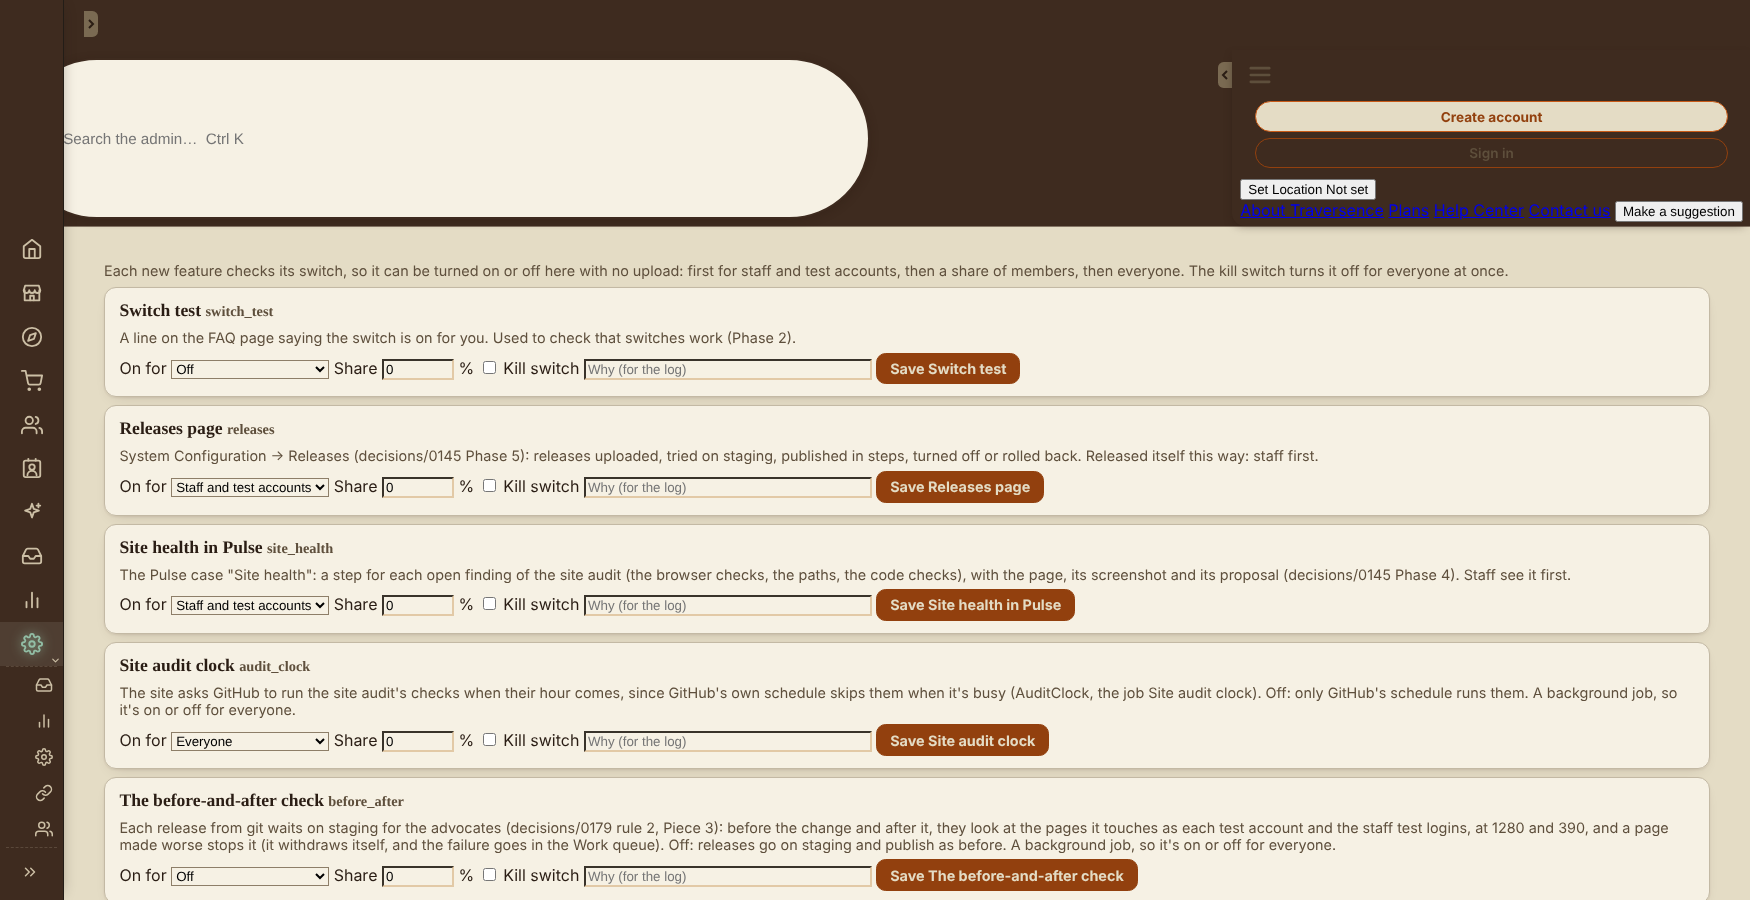 Search the admin… Ctrl K
Create account
Sign in
Set Location Not set
About Traversence Plans Help Center Contact us Make a suggestion
Each new feature checks its switch, so it can be turned on or off here with no upload: first for staff and test accounts, then a share of members, then everyone. The kill switch turns it off for everyone at once.
Switch test switch_test
A line on the FAQ page saying the switch is on for you. Used to check that switches work (Phase 2).
On for Off Share 0 % Kill switch Why (for the log) Save Switch test
Releases page releases
System Configuration → Releases (decisions/0145 Phase 5): releases uploaded, tried on staging, published in steps, turned off or rolled back. Released itself this way: staff first.
On for Staff and test accounts Share 0 % Kill switch Why (for the log) Save Releases page
Site health in Pulse site_health
The Pulse case "Site health": a step for each open finding of the site audit (the browser checks, the paths, the code checks), with the page, its screenshot and its proposal (decisions/0145 Phase 4). Staff see it first.
On for Staff and test accounts Share 0 % Kill switch Why (for the log) Save Site health in Pulse
Site audit clock audit_clock
The site asks GitHub to run the site audit's checks when their hour comes, since GitHub's own schedule skips them when it's busy (AuditClock, the job Site audit clock). Off: only GitHub's schedule runs them. A background job, so
it's on or off for everyone.
On for Everyone Share 0 % Kill switch Why (for the log) Save Site audit clock
The before-and-after check before_after
Each release from git waits on staging for the advocates (decisions/0179 rule 2, Piece 3): before the change and after it, they look at the pages it touches as each test account and the staff test logins, at 1280 and 390, and a page
made worse stops it (it withdraws itself, and the failure goes in the Work queue). Off: releases go on staging and publish as before. A background job, so it's on or off for everyone.
On for Off Share 0 % Kill switch Why (for the log) Save The before-and-after check